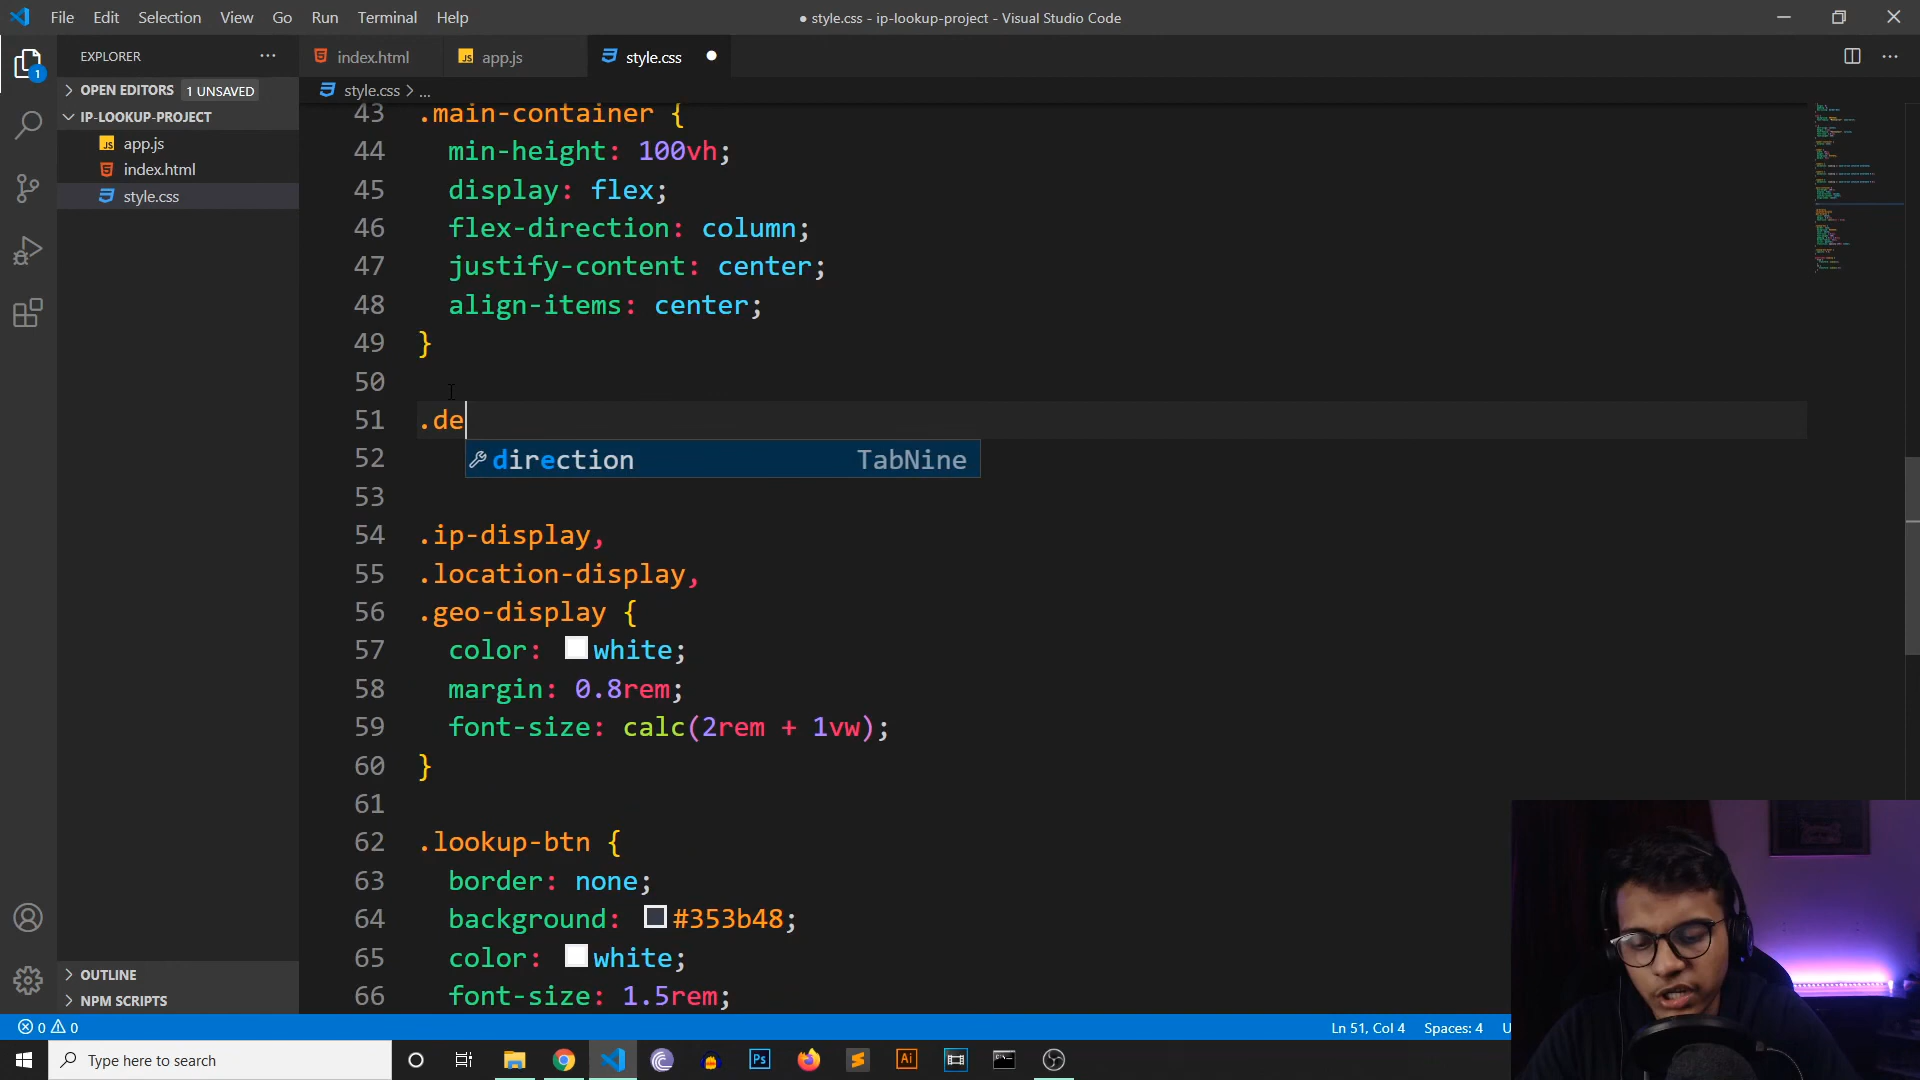 File Edit Selection View Go Run Terminal Help
● style.css - ip-lookup-project - Visual Studio Code
EXPLORER
index.html
app.js
style.css
OPEN EDITORS 1 UNSAVED
style.css > ...
IP-LOOKUP-PROJECT
app.js
index.html
style.css
1
43 .main-container {
44 min-height: 100vh;
45 display: flex;
46 flex-direction: column;
47 justify-content: center;
48 align-items: center;
49 }
50
51 .de
52 direction TabNine
53
54 .ip-display,
55 .location-display,
56 .geo-display {
57 color: white;
58 margin: 0.8rem;
59 font-size: calc(2rem + 1vw);
60 }
61
62 .lookup-btn {
63 border: none;
64 background: #353b48;
65 color: white;
66 font-size: 1.5rem;
OUTLINE
NPM SCRIPTS
0 0
Ln 51, Col 4 Spaces: 4 U
Type here to search
Ps
Ai